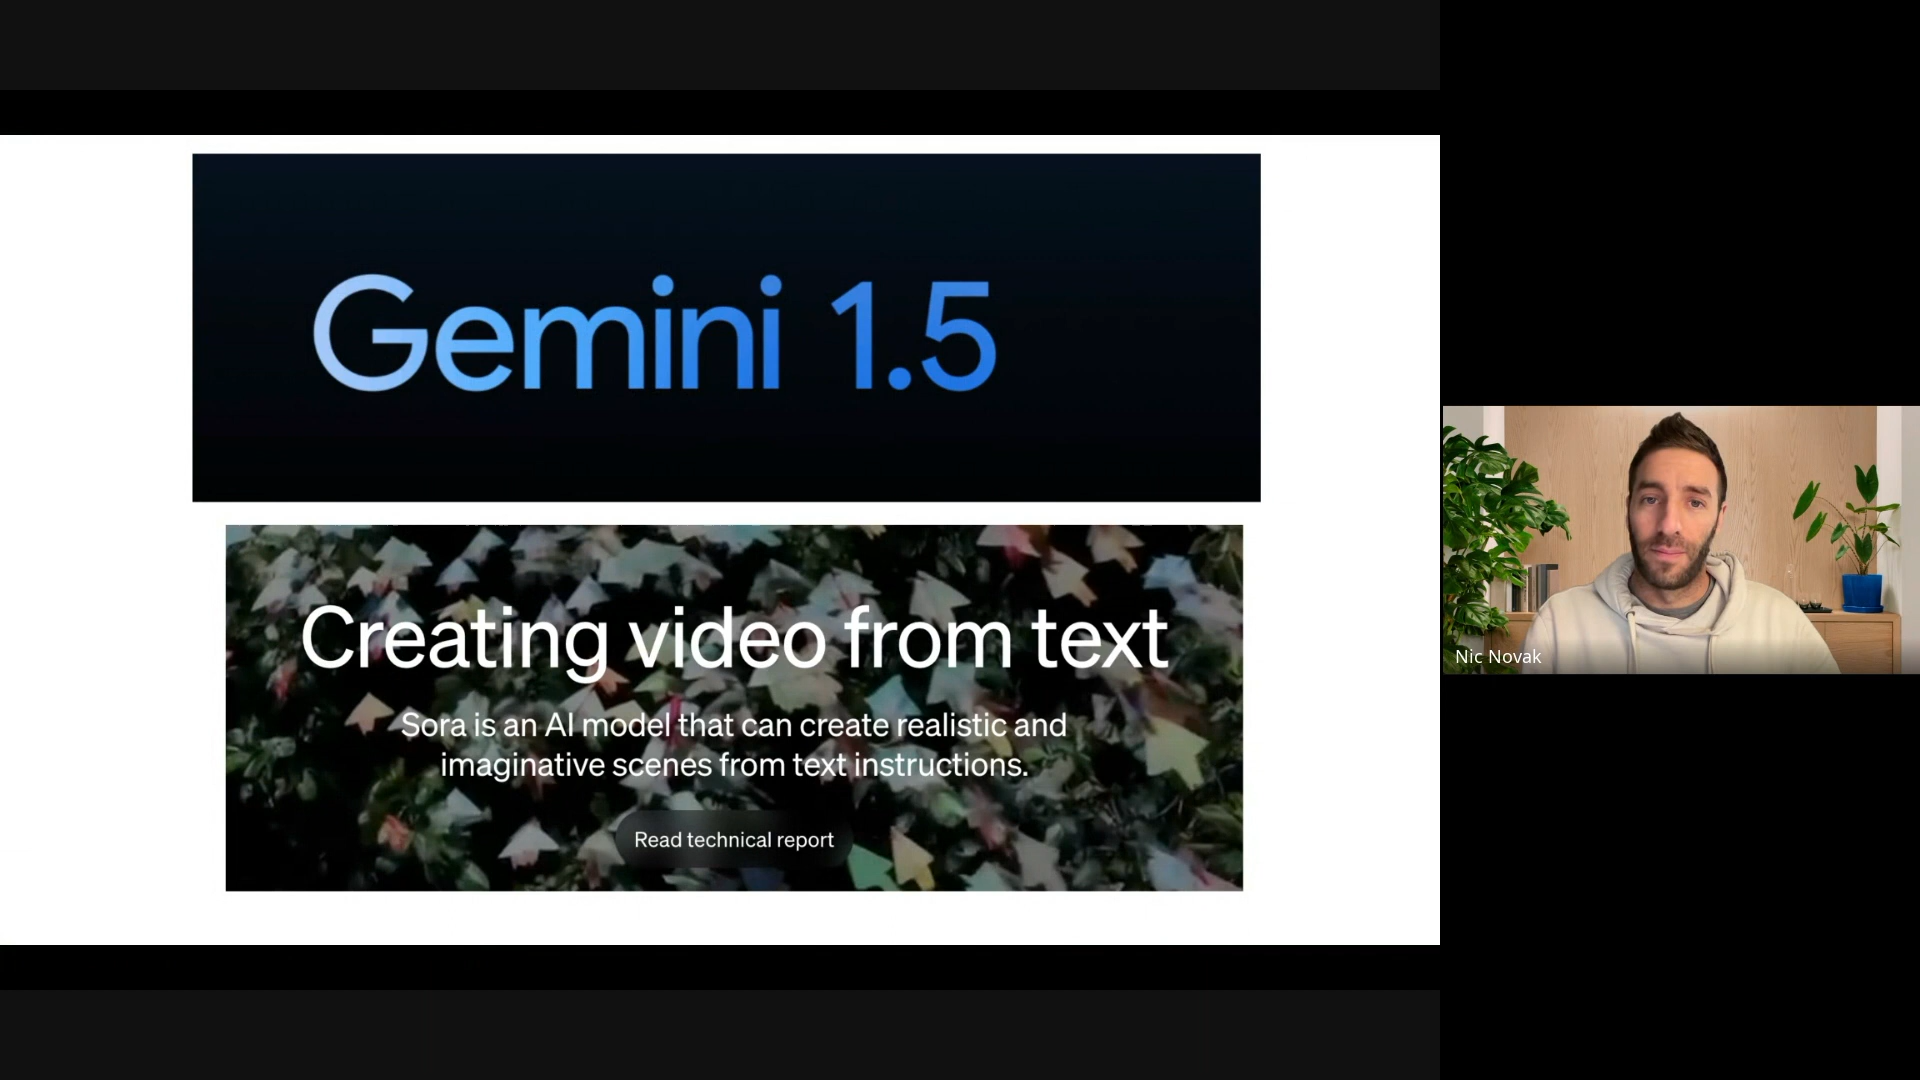 Gemini 1.5
Creating video from text
Sora is an AI model that can create realistic and
imaginative scenes from text instructions.
Read technical report
Nic Novak